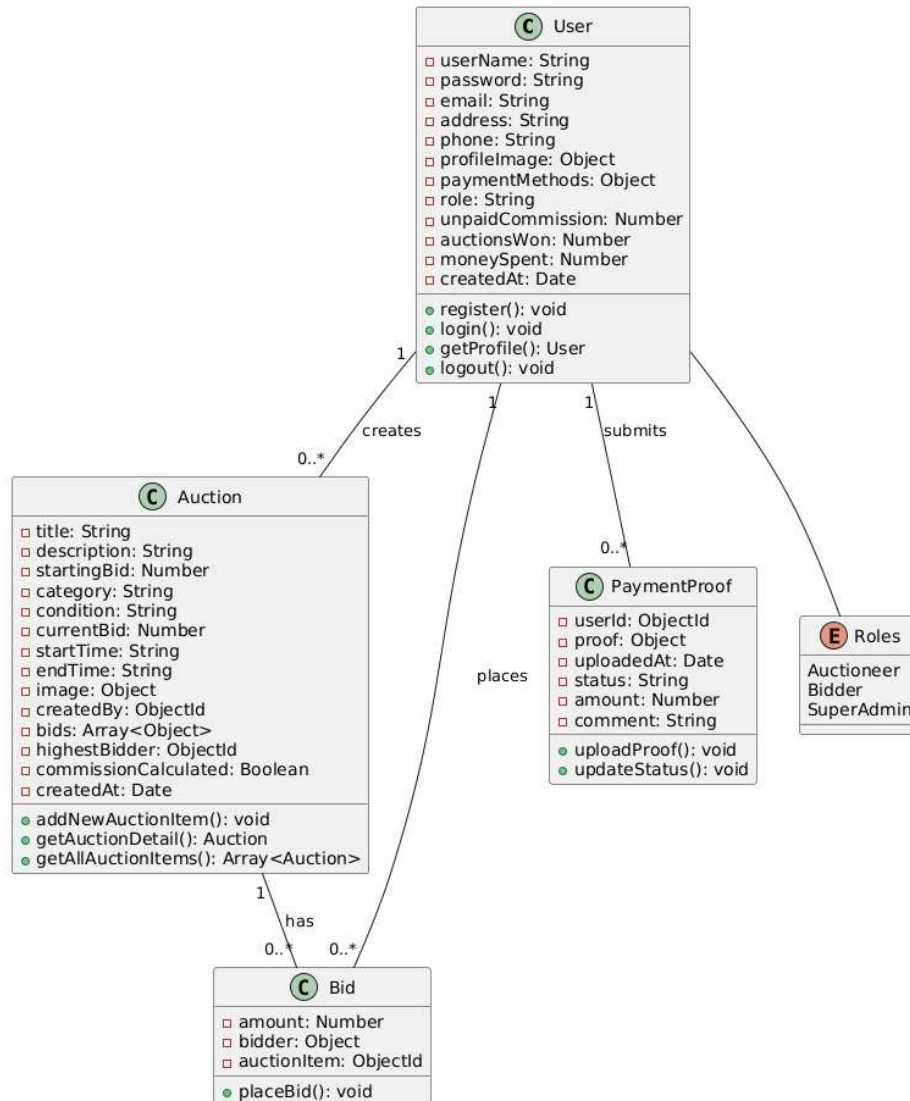 C User
userName: String
password: String
email: String
address: String
phone: String
profileImage: Object
paymentMethods: Object
role: String
unpaidCommission: Number
auctionsWon: Number
moneySpent: Number
createdAt: Date
register(): void
login(): void
getProfile(): User
logout(): void
1
1
1
creates
submits
0..*
0..*
C Auction
title: String
description: String
startingBid: Number
category: String
condition: String
currentBid: Number
startTime: String
endTime: String
image: Object
createdBy: ObjectId
bids: Array<Object>
highestBidder: ObjectId
commissionCalculated: Boolean
createdAt: Date
addNewAuctionItem(): void
getAuctionDetail(): Auction
getAllAuctionItems(): Array<Auction>
places
C PaymentProof
userId: ObjectId
proof: Object
uploadedAt: Date
status: String
amount: Number
comment: String
uploadProof(): void
updateStatus(): void
E Roles
Auctioneer
Bidder
SuperAdmin
1
has
0..*
0..*
C Bid
amount: Number
bidder: Object
auctionItem: ObjectId
placeBid(): void